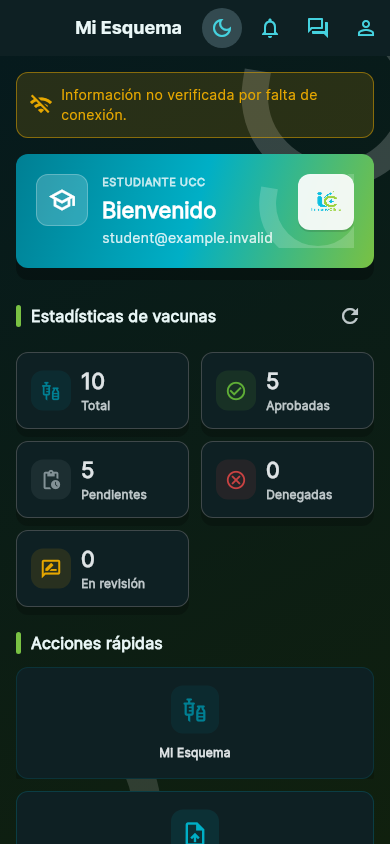 Mi Esquema
Información no verificada por falta de
conexión.
ESTUDIANTE UCC
Bienvenido
student@example.invalid
Estadísticas de vacunas
10
Total
5
Aprobadas
5
Pendientes
0
Denegadas
0
En revisión
Acciones rápidas
Mi Esquema